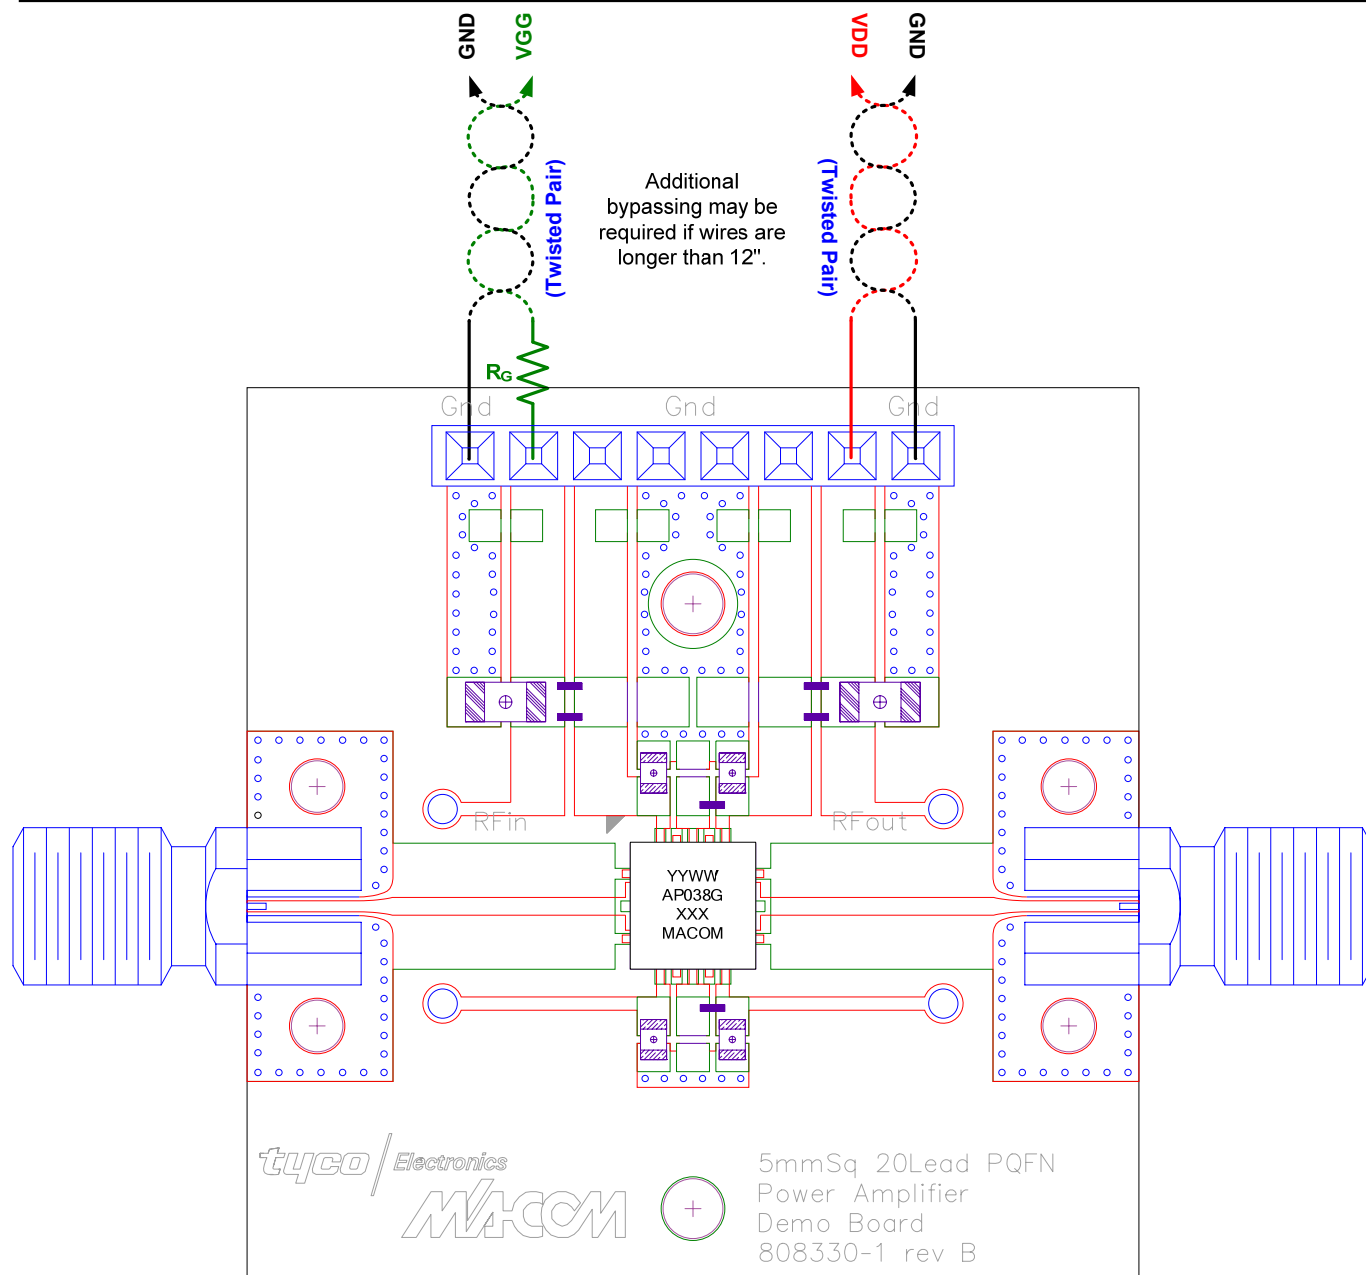 GND
VGG
VDD
GND
(Twisted Pair)
Additional
bypassing may be
required if wires are
longer than 12".
(Twisted Pair)
RG
Gnd
Gnd
Gnd
RFin
RFout
YYWW
AP038G
XXX
MACOM
tyco Electronics
M/A-COM
5mmSq 20Lead PQFN
Power Amplifier
Demo Board
808330-1 rev B